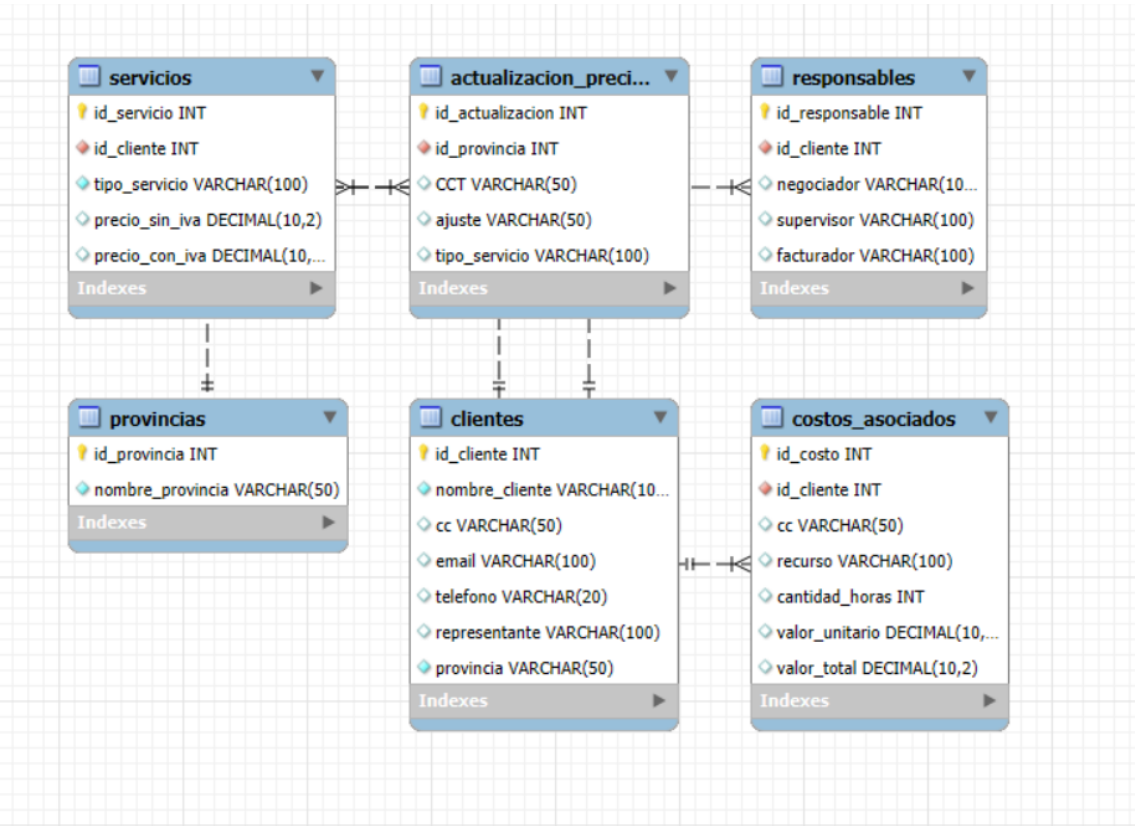 servicios
id_servicio INT
id_cliente INT
tipo_servicio VARCHAR(100)
precio_sin_iva DECIMAL(10,2)
precio_con_iva DECIMAL(10,...
Indexes
actualizacion_preci...
id_actualizacion INT
id_provincia INT
CCT VARCHAR(50)
ajuste VARCHAR(50)
tipo_servicio VARCHAR(100)
Indexes
responsables
id_responsable INT
id_cliente INT
negociador VARCHAR(10...
supervisor VARCHAR(100)
facturador VARCHAR(100)
Indexes
provincias
id_provincia INT
nombre_provincia VARCHAR(50)
Indexes
clientes
id_cliente INT
nombre_cliente VARCHAR(10...
cc VARCHAR(50)
email VARCHAR(100)
telefono VARCHAR(20)
representante VARCHAR(100)
provincia VARCHAR(50)
Indexes
costos_asociados
id_costo INT
id_cliente INT
cc VARCHAR(50)
recurso VARCHAR(100)
cantidad_horas INT
valor_unitario DECIMAL(10,...
valor_total DECIMAL(10,2)
Indexes